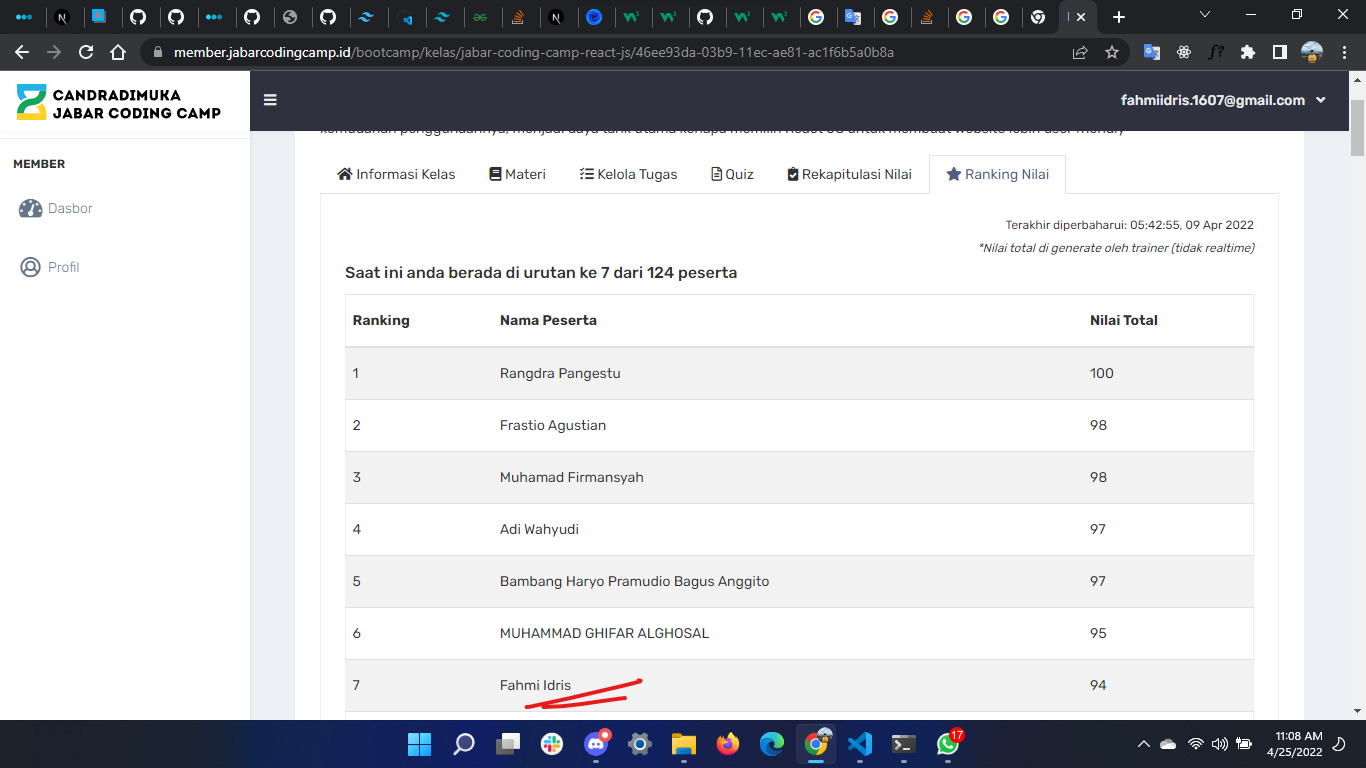 member.jabarcodingcamp.id/bootcamp/kelas/jabar-coding-camp-react-js/46ee93da-03b9-11ec-ae81-ac1f6b5a0b8a
CANDRADIMUKA
JABAR CODING CAMP
fahmiidris.1607@gmail.com
MEMBER
Dasbor
Profil
Informasi Kelas
Materi
Kelola Tugas
Quiz
Rekapitulasi Nilai
Ranking Nilai
Terakhir diperbaharui: 05:42:55, 09 Apr 2022
*Nilai total di generate oleh trainer (tidak realtime)
Saat ini anda berada di urutan ke 7 dari 124 peserta
Ranking Nama Peserta Nilai Total
1 Rangdra Pangestu 100
2 Frastio Agustian 98
3 Muhamad Firmansyah 98
4 Adi Wahyudi 97
5 Bambang Haryo Pramudio Bagus Anggito 97
6 MUHAMMAD GHIFAR ALGHOSAL 95
7 Fahmi Idris 94
17
11:08 AM
4/25/2022